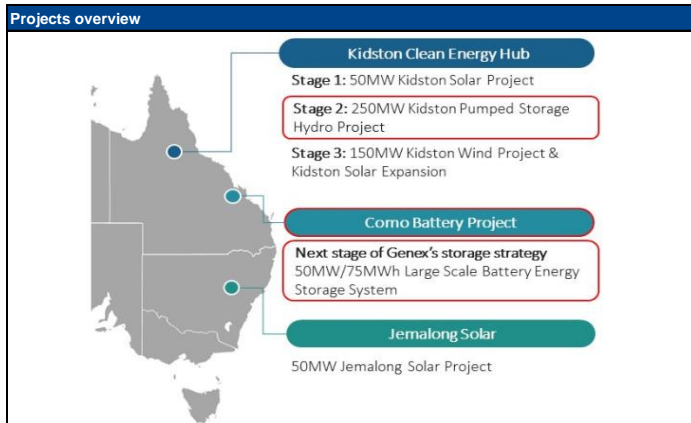 Projects overview
Kidston Clean Energy Hub
Stage 1: 50MW Kidston Solar Project
Stage 2: 250MW Kidston Pumped Storage
Hydro Project
Stage 3: 150MW Kidston Wind Project &
Kidston Solar Expansion
Como Battery Project
Next stage of Genex's storage strategy
50MW/75MWh Large Scale Battery Energy
Storage System
Jemalong Solar
50MW Jemalong Solar Project